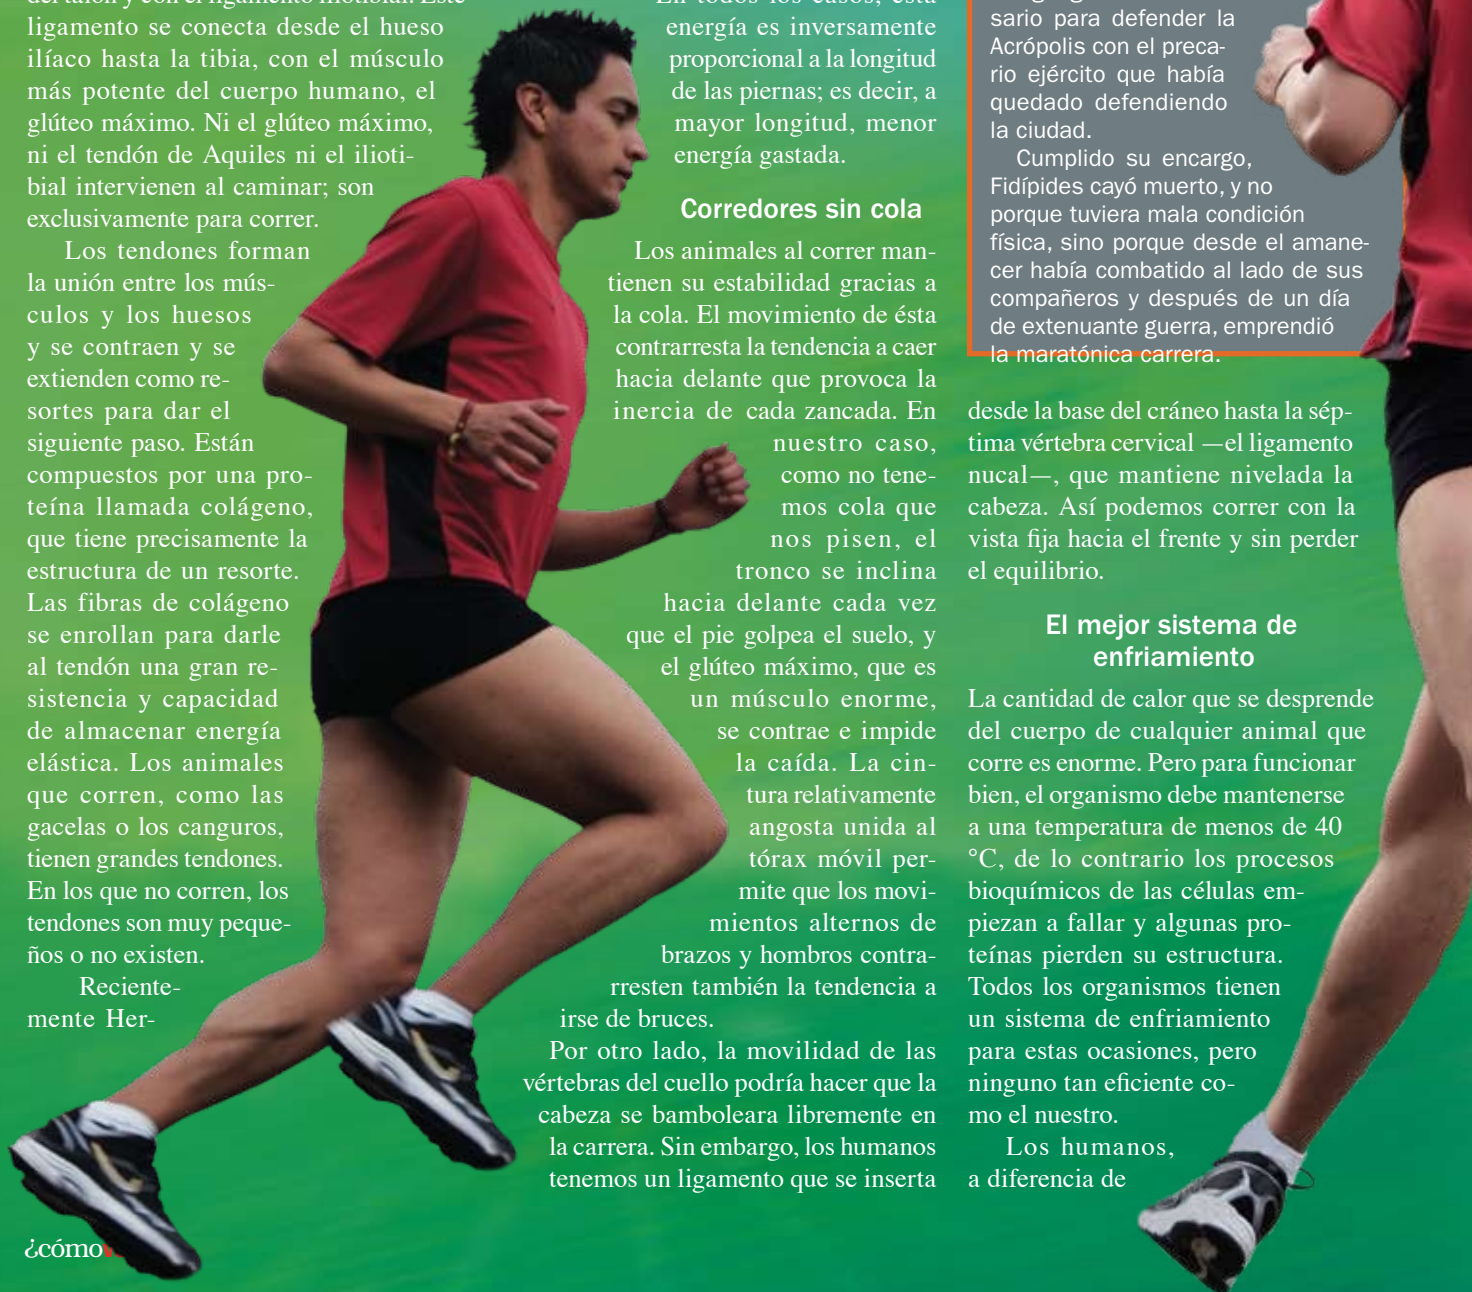 del talón y con el ligamento iliotibial. Este
ligamento se conecta desde el hueso
ilíaco hasta la tibia, con el músculo
más potente del cuerpo humano, el
glúteo máximo. Ni el glúteo máximo,
ni el tendón de Aquiles ni el ilioti-
bial intervienen al caminar; son
exclusivamente para correr.
Los tendones forman
la unión entre los mús-
culos y los huesos
y se contraen y se
extienden como re-
sortes para dar el
siguiente paso. Están
compuestos por una pro-
teína llamada colágeno,
que tiene precisamente la
estructura de un resorte.
Las fibras de colágeno
se enrollan para darle
al tendón una gran re-
sistencia y capacidad
de almacenar energía
elástica. Los animales
que corren, como las
gacelas o los canguros,
tienen grandes tendones.
En los que no corren, los
tendones son muy peque-
ños o no existen.
Reciente-
mente Her-
En todos los casos, esta
energía es inversamente
proporcional a la longitud
de las piernas; es decir, a
mayor longitud, menor
energía gastada.
Corredores sin cola
Los animales al correr man-
tienen su estabilidad gracias a
la cola. El movimiento de ésta
contrarresta la tendencia a caer
hacia delante que provoca la
inercia de cada zancada. En
nuestro caso,
como no tene-
mos cola que
nos pisen, el
tronco se inclina
hacia delante cada vez
que el pie golpea el suelo, y
el glúteo máximo, que es
un músculo enorme,
se contrae e impide
la caída. La cin-
tura relativamente
angosta unida al
tórax móvil per-
mite que los movi-
mientos alternos de
brazos y hombros contra-
rresten también la tendencia a
irse de bruces.
Por otro lado, la movilidad de las
vértebras del cuello podría hacer que la
cabeza se bamboleara libremente en
la carrera. Sin embargo, los humanos
tenemos un ligamento que se inserta
sario para defender la
Acrópolis con el preca-
rio ejército que había
quedado defendiendo
la ciudad.
Cumplido su encargo,
Fidípides cayó muerto, y no
porque tuviera mala condición
física, sino porque desde el amane-
cer había combatido al lado de sus
compañeros y después de un día
de extenuante guerra, emprendió
la maratónica carrera.
desde la base del cráneo hasta la sép-
tima vértebra cervical —el ligamento
nucal—, que mantiene nivelada la
cabeza. Así podemos correr con la
vista fija hacia el frente y sin perder
el equilibrio.
El mejor sistema de
enfriamiento
La cantidad de calor que se desprende
del cuerpo de cualquier animal que
corre es enorme. Pero para funcionar
bien, el organismo debe mantenerse
a una temperatura de menos de 40
°C, de lo contrario los procesos
bioquímicos de las células em-
piezan a fallar y algunas pro-
teínas pierden su estructura.
Todos los organismos tienen
un sistema de enfriamiento
para estas ocasiones, pero
ninguno tan eficiente co-
mo el nuestro.
Los humanos,
a diferencia de
¿cómo